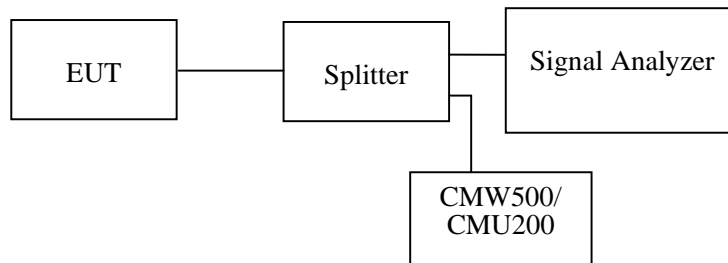 EUT
Splitter
Signal Analyzer
CMW500/
CMU200